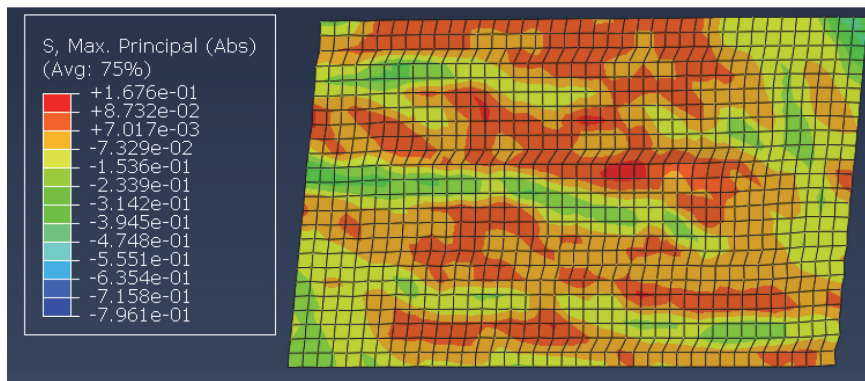 S, Max. Principal (Abs)
(Avg: 75%)
+1.676e-01
+8.732e-02
+7.017e-03
-7.329e-02
-1.536e-01
-2.339e-01
-3.142e-01
-3.945e-01
-4.748e-01
-5.551e-01
-6.354e-01
-7.158e-01
-7.961e-01